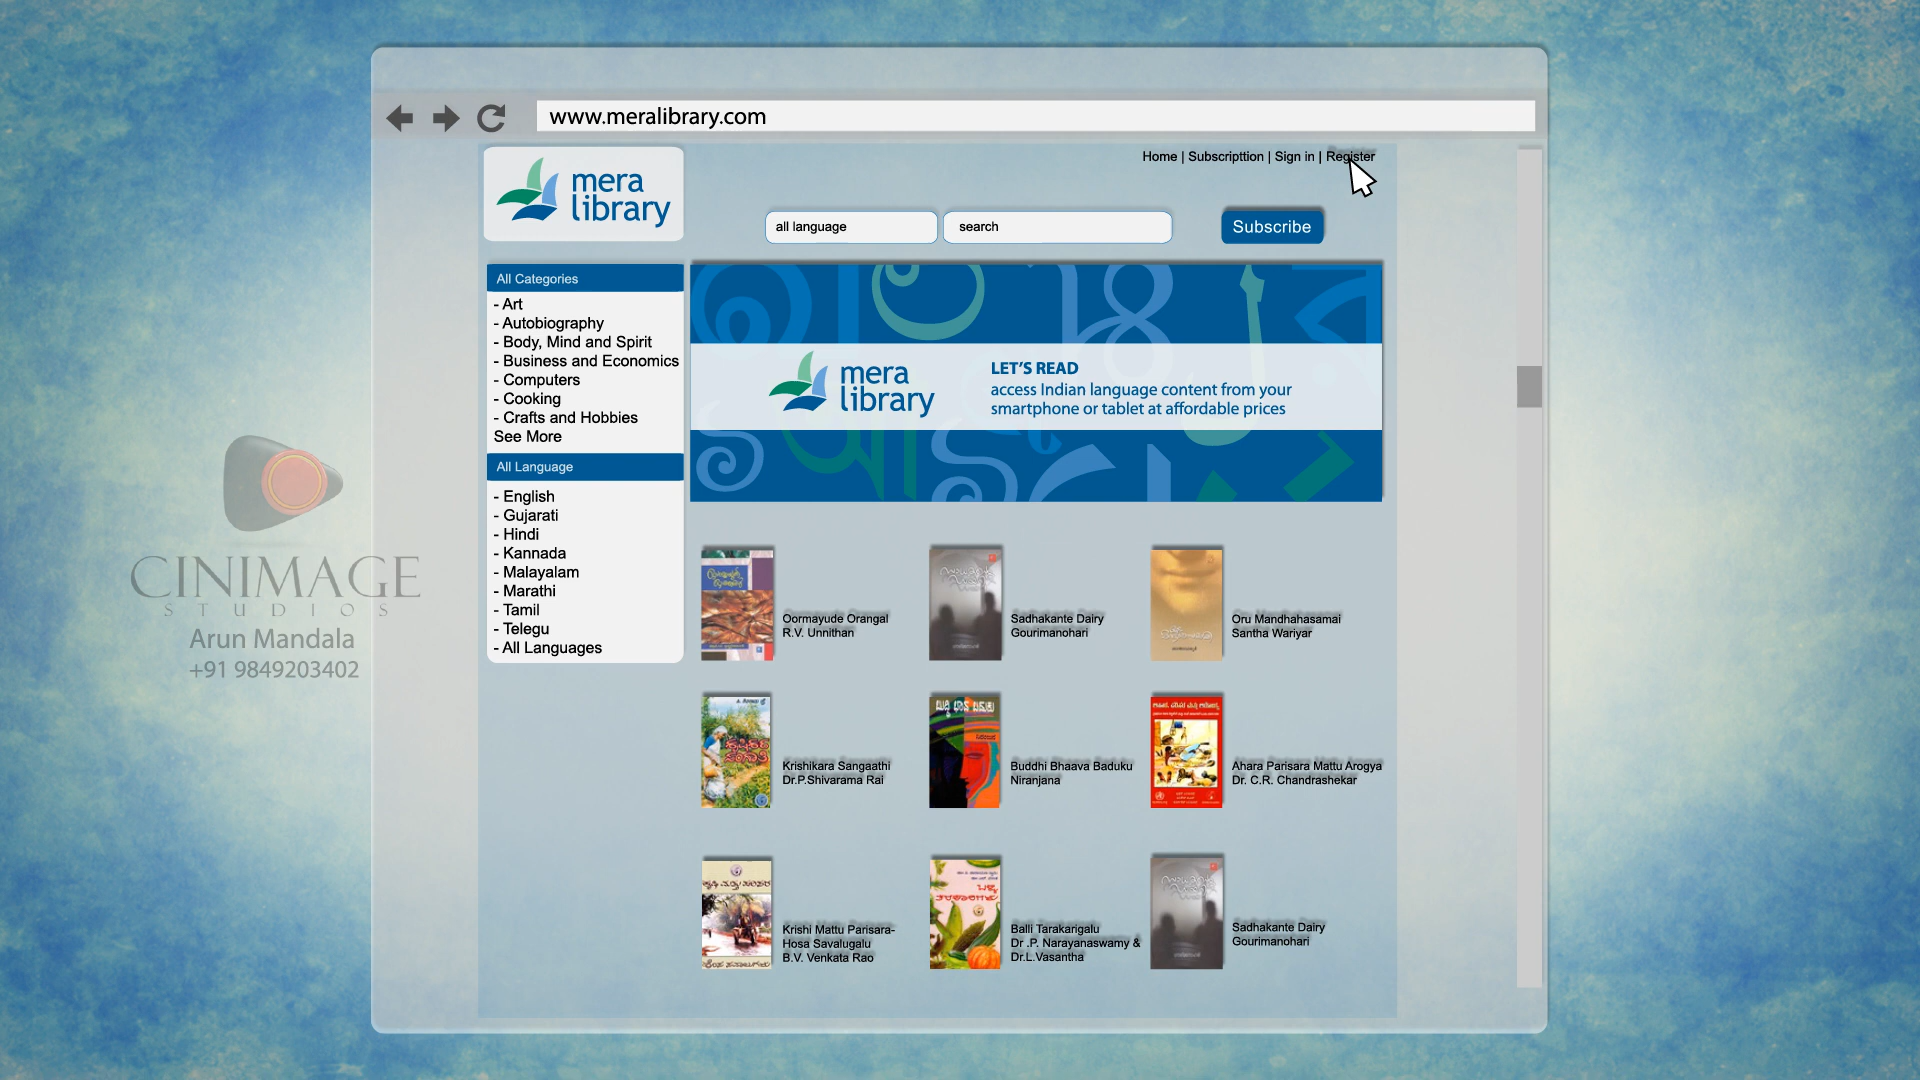 www.meralibrary.com
mera
library
Home | Subscripttion | Sign in | Register
all language
search
Subscribe
All Categories
- Art
- Autobiography
- Body, Mind and Spirit
- Business and Economics
- Computers
- Cooking
- Crafts and Hobbies
See More
All Language
- English
- Gujarati
- Hindi
- Kannada
- Malayalam
- Marathi
- Tamil
- Telegu
- All Languages
mera
library
LET'S READ
access Indian language content from your
smartphone or tablet at affordable prices
Oormayude Orangal
R.V. Unnithan
Sadhakante Dairy
Gourimanohari
Oru Mandhahasamai
Santha Wariyar
Krishikara Sangaathi
Dr.P.Shivarama Rai
Buddhi Bhaava Baduku
Niranjana
Ahara Parisara Mattu Arogya
Dr. C.R. Chandrashekar
Krishi Mattu Parisara-
Hosa Savalugalu
B.V. Venkata Rao
Balli Tarakarigalu
Dr .P. Narayanaswamy &
Dr.L.Vasantha
Sadhakante Dairy
Gourimanohari
CINIMAGE
STUDIOS
Arun Mandala
+91 9849203402